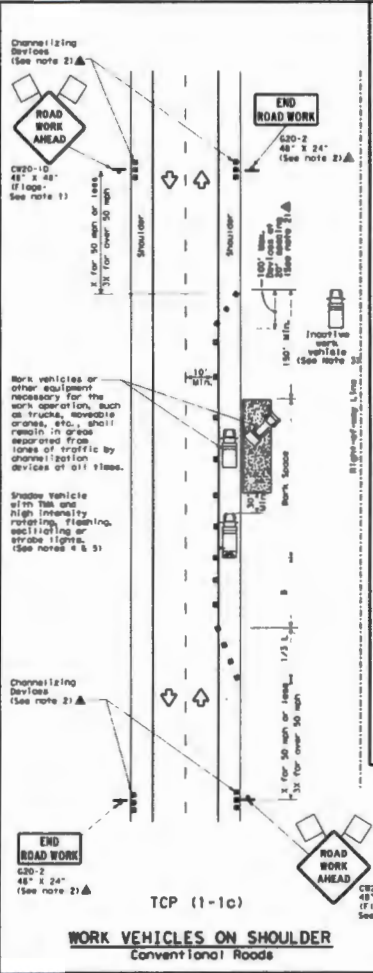 Channelizing
Devices
(See note 2)▲
ROAD
WORK
AHEAD
CW20-1D
48" X 48"
(Flags-
See note 1)
X for 50 mph or less
3X for over 50 mph
Shoulder
Shoulder
END
ROAD WORK
G20-2
48" X 24"
(See note 2)▲
100' Max.
Devices at
20' spacing
(See note 2)▲
150' Min.
Inactive
work
vehicle
(See Note 3)
Right-of-way Line
10'
Min.
Work vehicles or
other equipment
necessary for the
work operation, such
as trucks, moveable
cranes, etc., shall
remain in areas
separated from
lanes of traffic by
channelization
devices at all times.
Work Space
30'
Min.
Shadow Vehicle
with TMA and
high intensity
rotating, flashing,
oscillating or
strobe lights.
(See notes 4 & 5)
B
1/3 L
X for 50 mph or less
3X for over 50 mph
Channelizing
Devices
(See note 2)▲
END
ROAD WORK
G20-2
48" X 24"
(See note 2)▲
ROAD
WORK
AHEAD
TCP (1-1c)
WORK VEHICLES ON SHOULDER
Conventional Roads